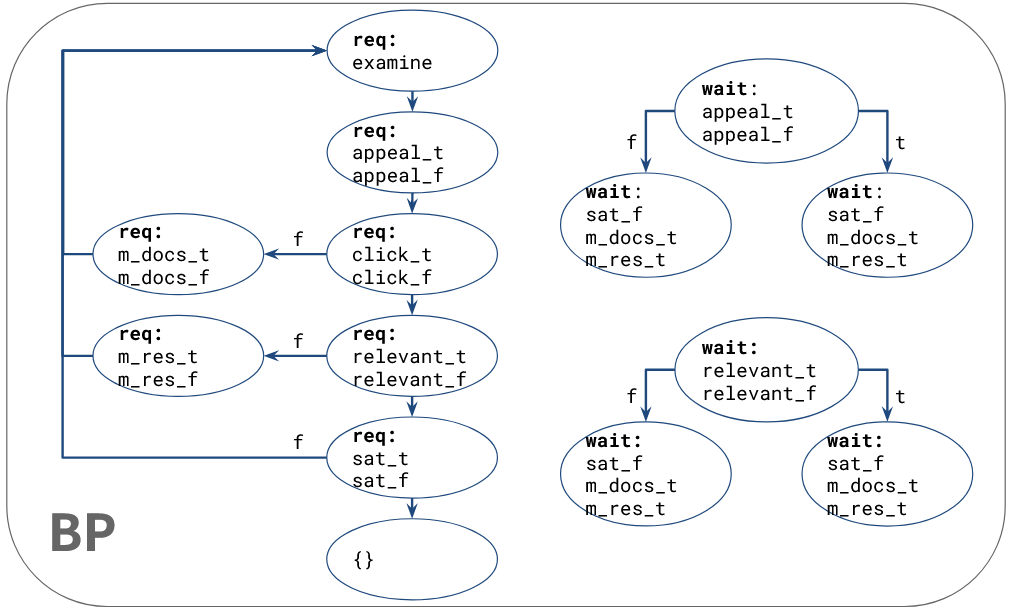 req:
examine
req:
appeal_t
appeal_f
req:
click_t
click_f
f
req:
m_docs_t
m_docs_f
req:
relevant_t
relevant_f
f
req:
m_res_t
m_res_f
req:
sat_t
sat_f
f
{}
wait:
appeal_t
appeal_f
f
t
wait:
sat_f
m_docs_t
m_res_t
wait:
sat_f
m_docs_t
m_res_t
wait:
relevant_t
relevant_f
f
t
wait:
sat_f
m_docs_t
m_res_t
wait:
sat_f
m_docs_t
m_res_t
BP